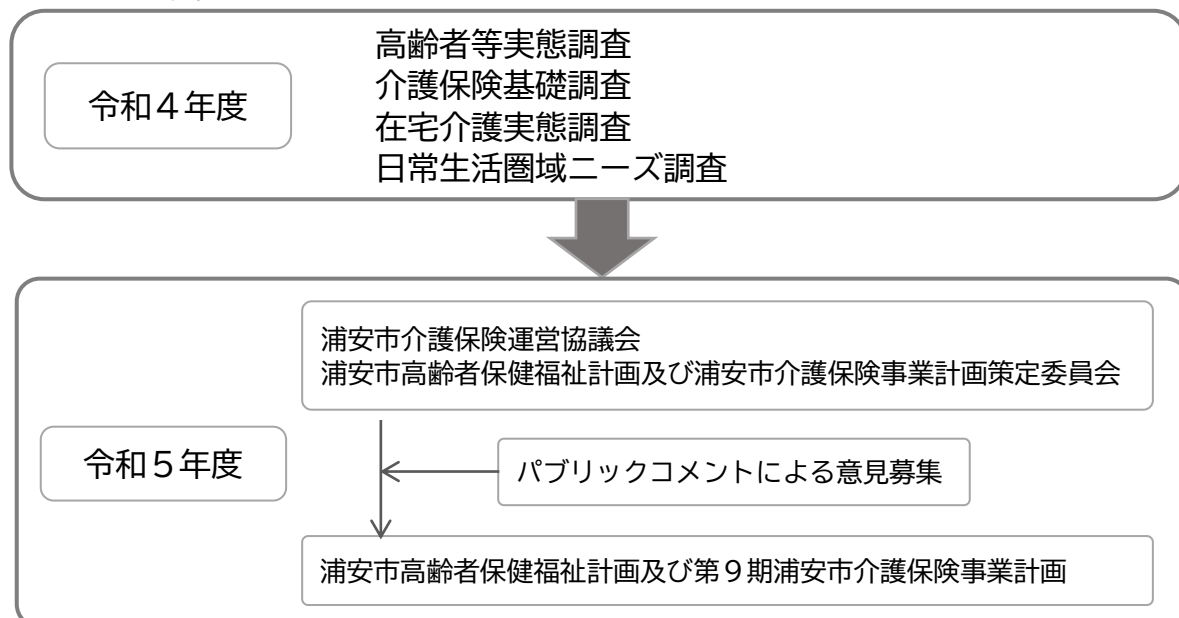 令和４年度
高齢者等実態調査
介護保険基礎調査
在宅介護実態調査
日常生活圏域ニーズ調査
令和５年度
浦安市介護保険運営協議会
浦安市高齢者保健福祉計画及び浦安市介護保険事業計画策定委員会
パブリックコメントによる意見募集
浦安市高齢者保健福祉計画及び第９期浦安市介護保険事業計画